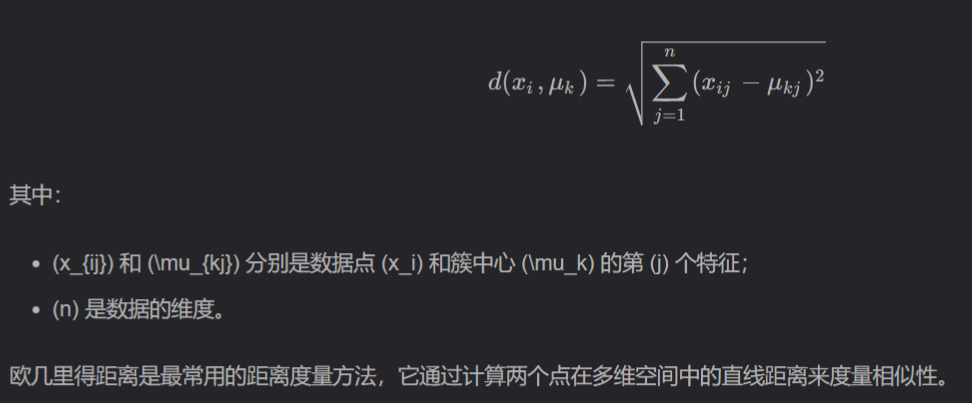 d(x_i, μ_k) = √(∑_{j=1}^{n} (x_{ij} − μ_{kj})²)
其中：
• (x_{ij}) 和 (\mu_{kj}) 分别是数据点 (x_i) 和簇中心 (\mu_k) 的第 (j) 个特征；
• (n) 是数据的维度。
欧几里得距离是最常用的距离度量方法，它通过计算两个点在多维空间中的直线距离来度量相似性。